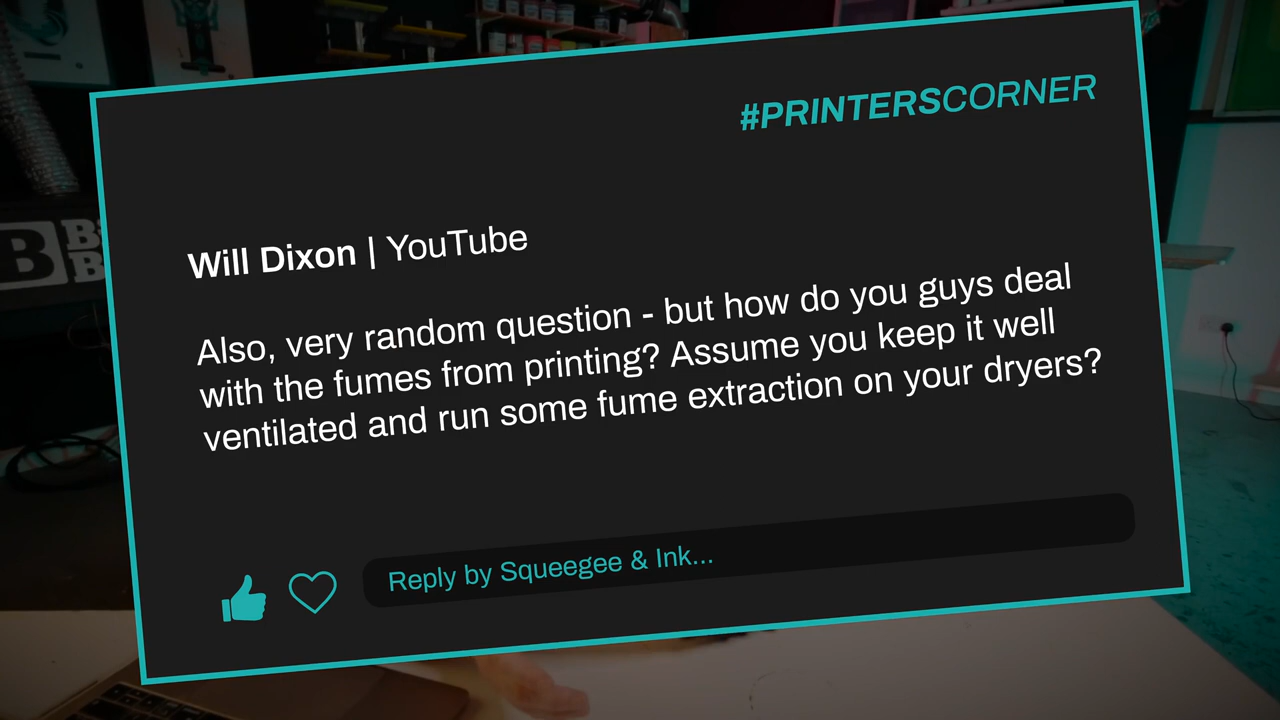 #PRINTERSCORNER
Will Dixon | YouTube
Also, very random question - but how do you guys deal
with the fumes from printing? Assume you keep it well
ventilated and run some fume extraction on your dryers?
Reply by Squeegee & Ink...